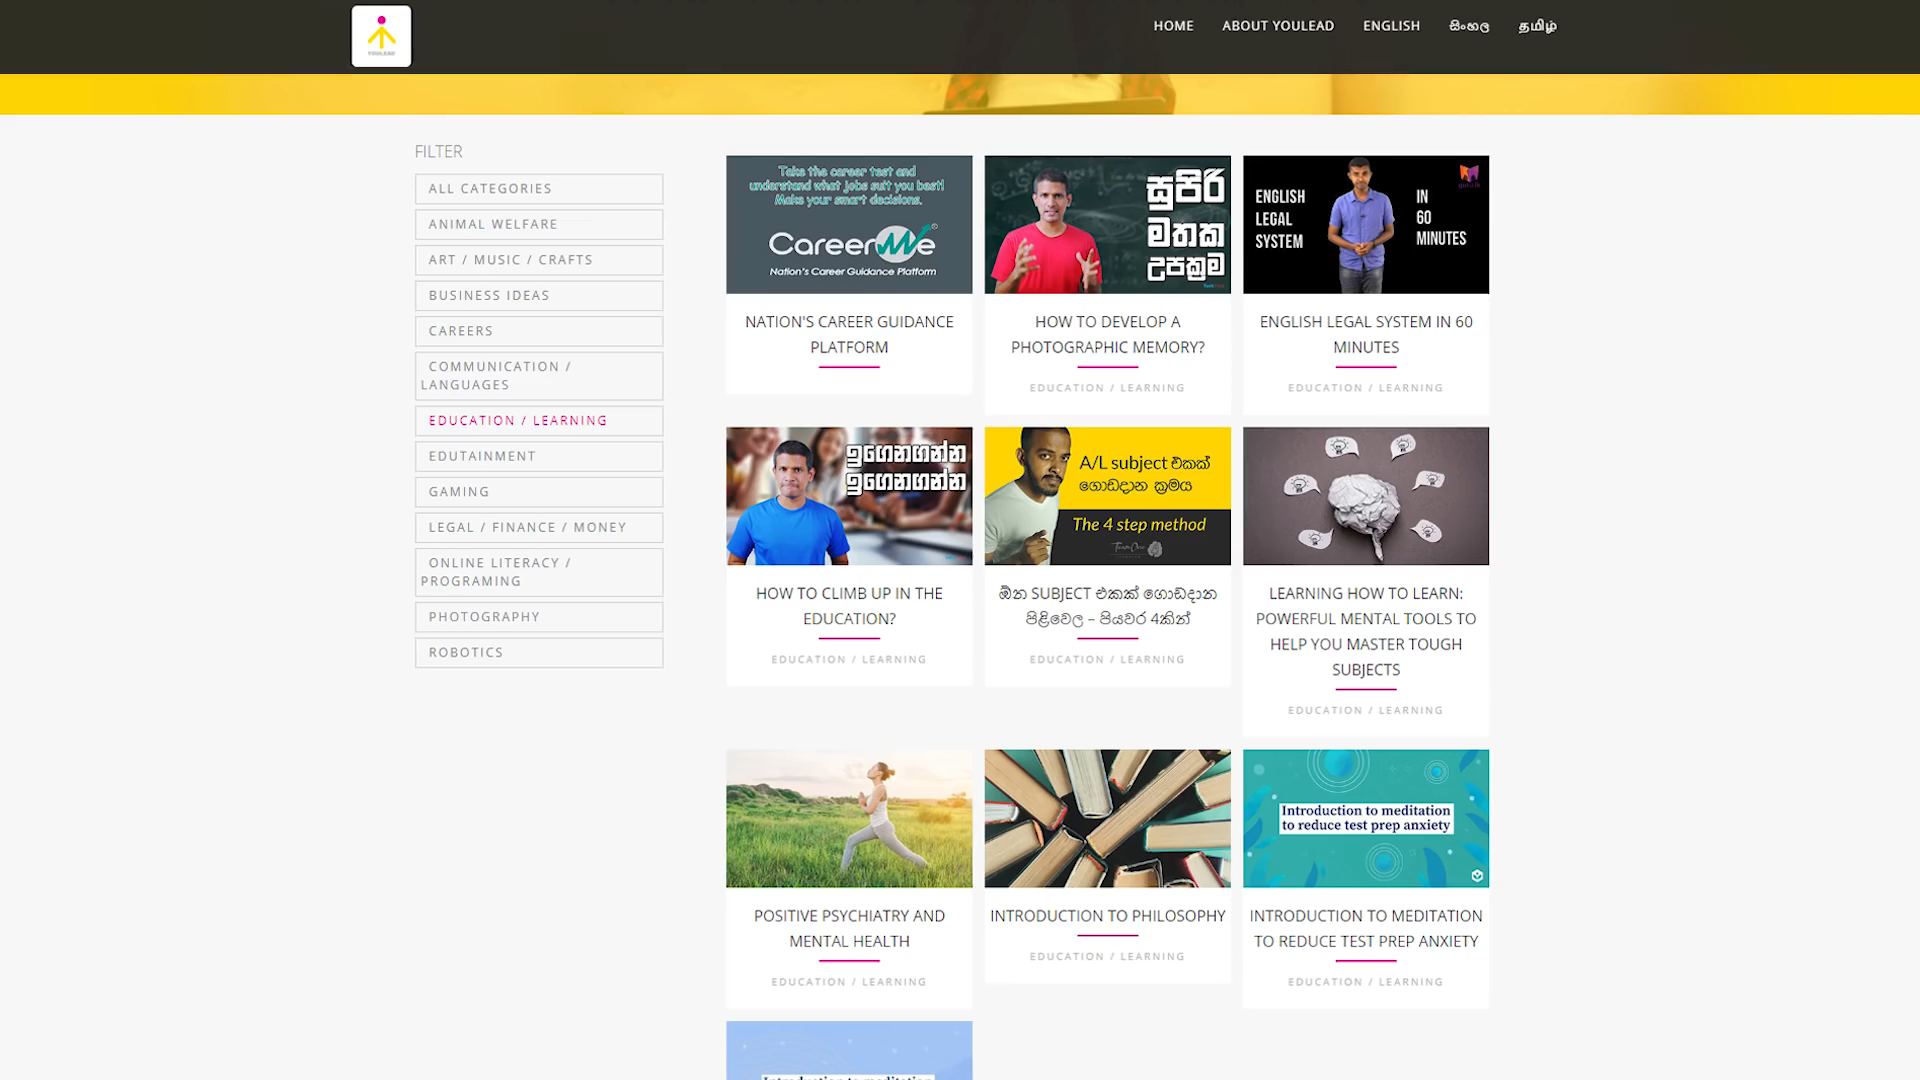 YOULEAD
HOME
ABOUT YOULEAD
ENGLISH
සිංහල
தமிழ்
FILTER
ALL CATEGORIES
ANIMAL WELFARE
ART / MUSIC / CRAFTS
BUSINESS IDEAS
CAREERS
COMMUNICATION /
LANGUAGES
EDUCATION / LEARNING
EDUTAINMENT
GAMING
LEGAL / FINANCE / MONEY
ONLINE LITERACY /
PROGRAMING
PHOTOGRAPHY
ROBOTICS
Take the career test and
understand what jobs suit you best!
Make your smart decisions.
CareerMe
Nation's Career Guidance Platform
NATION'S CAREER GUIDANCE
PLATFORM
සුපිරි
මතක
උපක්‍රම
HOW TO DEVELOP A
PHOTOGRAPHIC MEMORY?
EDUCATION / LEARNING
ENGLISH
LEGAL
SYSTEM
IN
60
MINUTES
guru.lk
ENGLISH LEGAL SYSTEM IN 60
MINUTES
EDUCATION / LEARNING
ඉගෙනගන්න
ඉගෙනගන්න
HOW TO CLIMB UP IN THE
EDUCATION?
EDUCATION / LEARNING
A/L subject එකක්
ගොඩදාන ක්‍රමය
The 4 step method
ඕන SUBJECT එකක් ගොඩදාන
පිළිවෙල – පියවර 4කින්
EDUCATION / LEARNING
LEARNING HOW TO LEARN:
POWERFUL MENTAL TOOLS TO
HELP YOU MASTER TOUGH
SUBJECTS
EDUCATION / LEARNING
POSITIVE PSYCHIATRY AND
MENTAL HEALTH
EDUCATION / LEARNING
INTRODUCTION TO PHILOSOPHY
EDUCATION / LEARNING
Introduction to meditation
to reduce test prep anxiety
INTRODUCTION TO MEDITATION
TO REDUCE TEST PREP ANXIETY
EDUCATION / LEARNING
Introduction to meditation